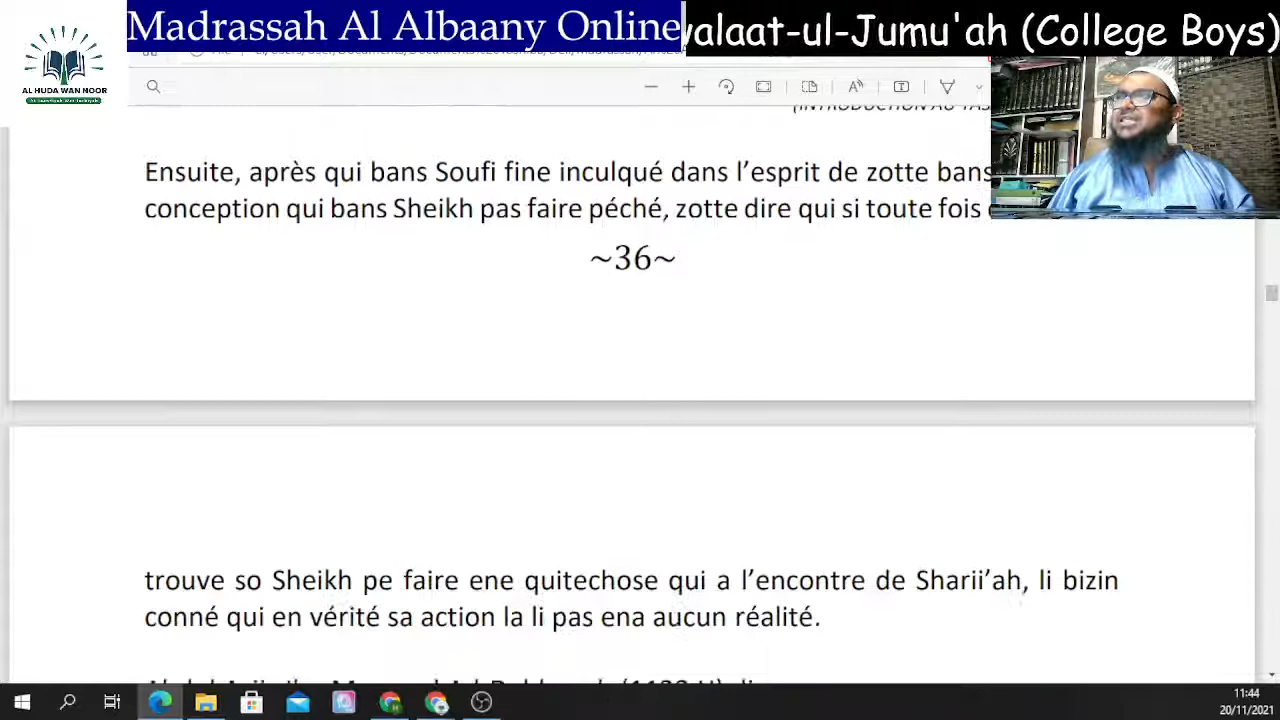 Madrassah Al Albaany Online
walaat-ul-Jumu'ah (College Boys)
AL HUDA WAN NOOR
Ensuite, après qui bans Soufi fine inculqué dans l'esprit de zotte bans
conception qui bans Sheikh pas faire péché, zotte dire qui si toute fois
~36~
trouve so Sheikh pe faire ene quitechose qui a l'encontre de Sharii'ah, li bizin
conné qui en vérité sa action la li pas ena aucun réalité.
11:44
20/11/2021